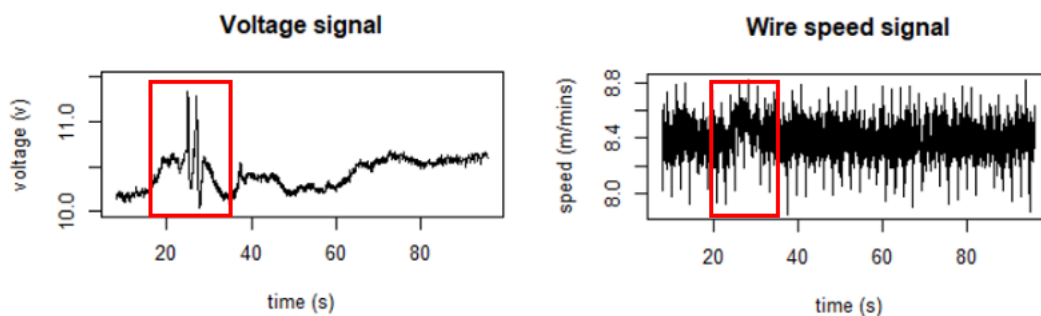 Voltage signal
voltage (v)
11.0
10.0
20 40 60 80
time (s)
Wire speed signal
speed (m/mins)
8.8
8.4
8.0
20 40 60 80
time (s)